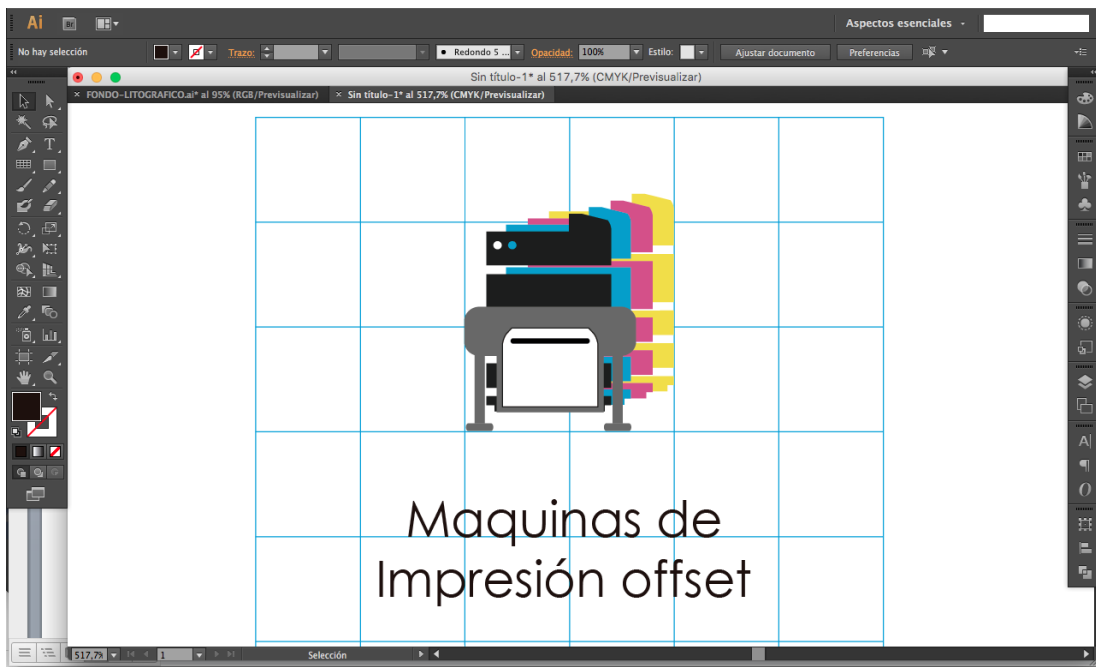 Ai Br Aspectos esenciales
No hay selección Trazo: Redondo 5 ... Opacidad: 100% Estilo: Ajustar documento Preferencias
Sin título-1* al 517,7% (CMYK/Previsualizar)
× FONDO-LITOGRAFICO.ai* al 95% (RGB/Previsualizar) × Sin título-1* al 517,7% (CMYK/Previsualizar)
Maquinas de
Impresión offset
517,7% 1 Selección